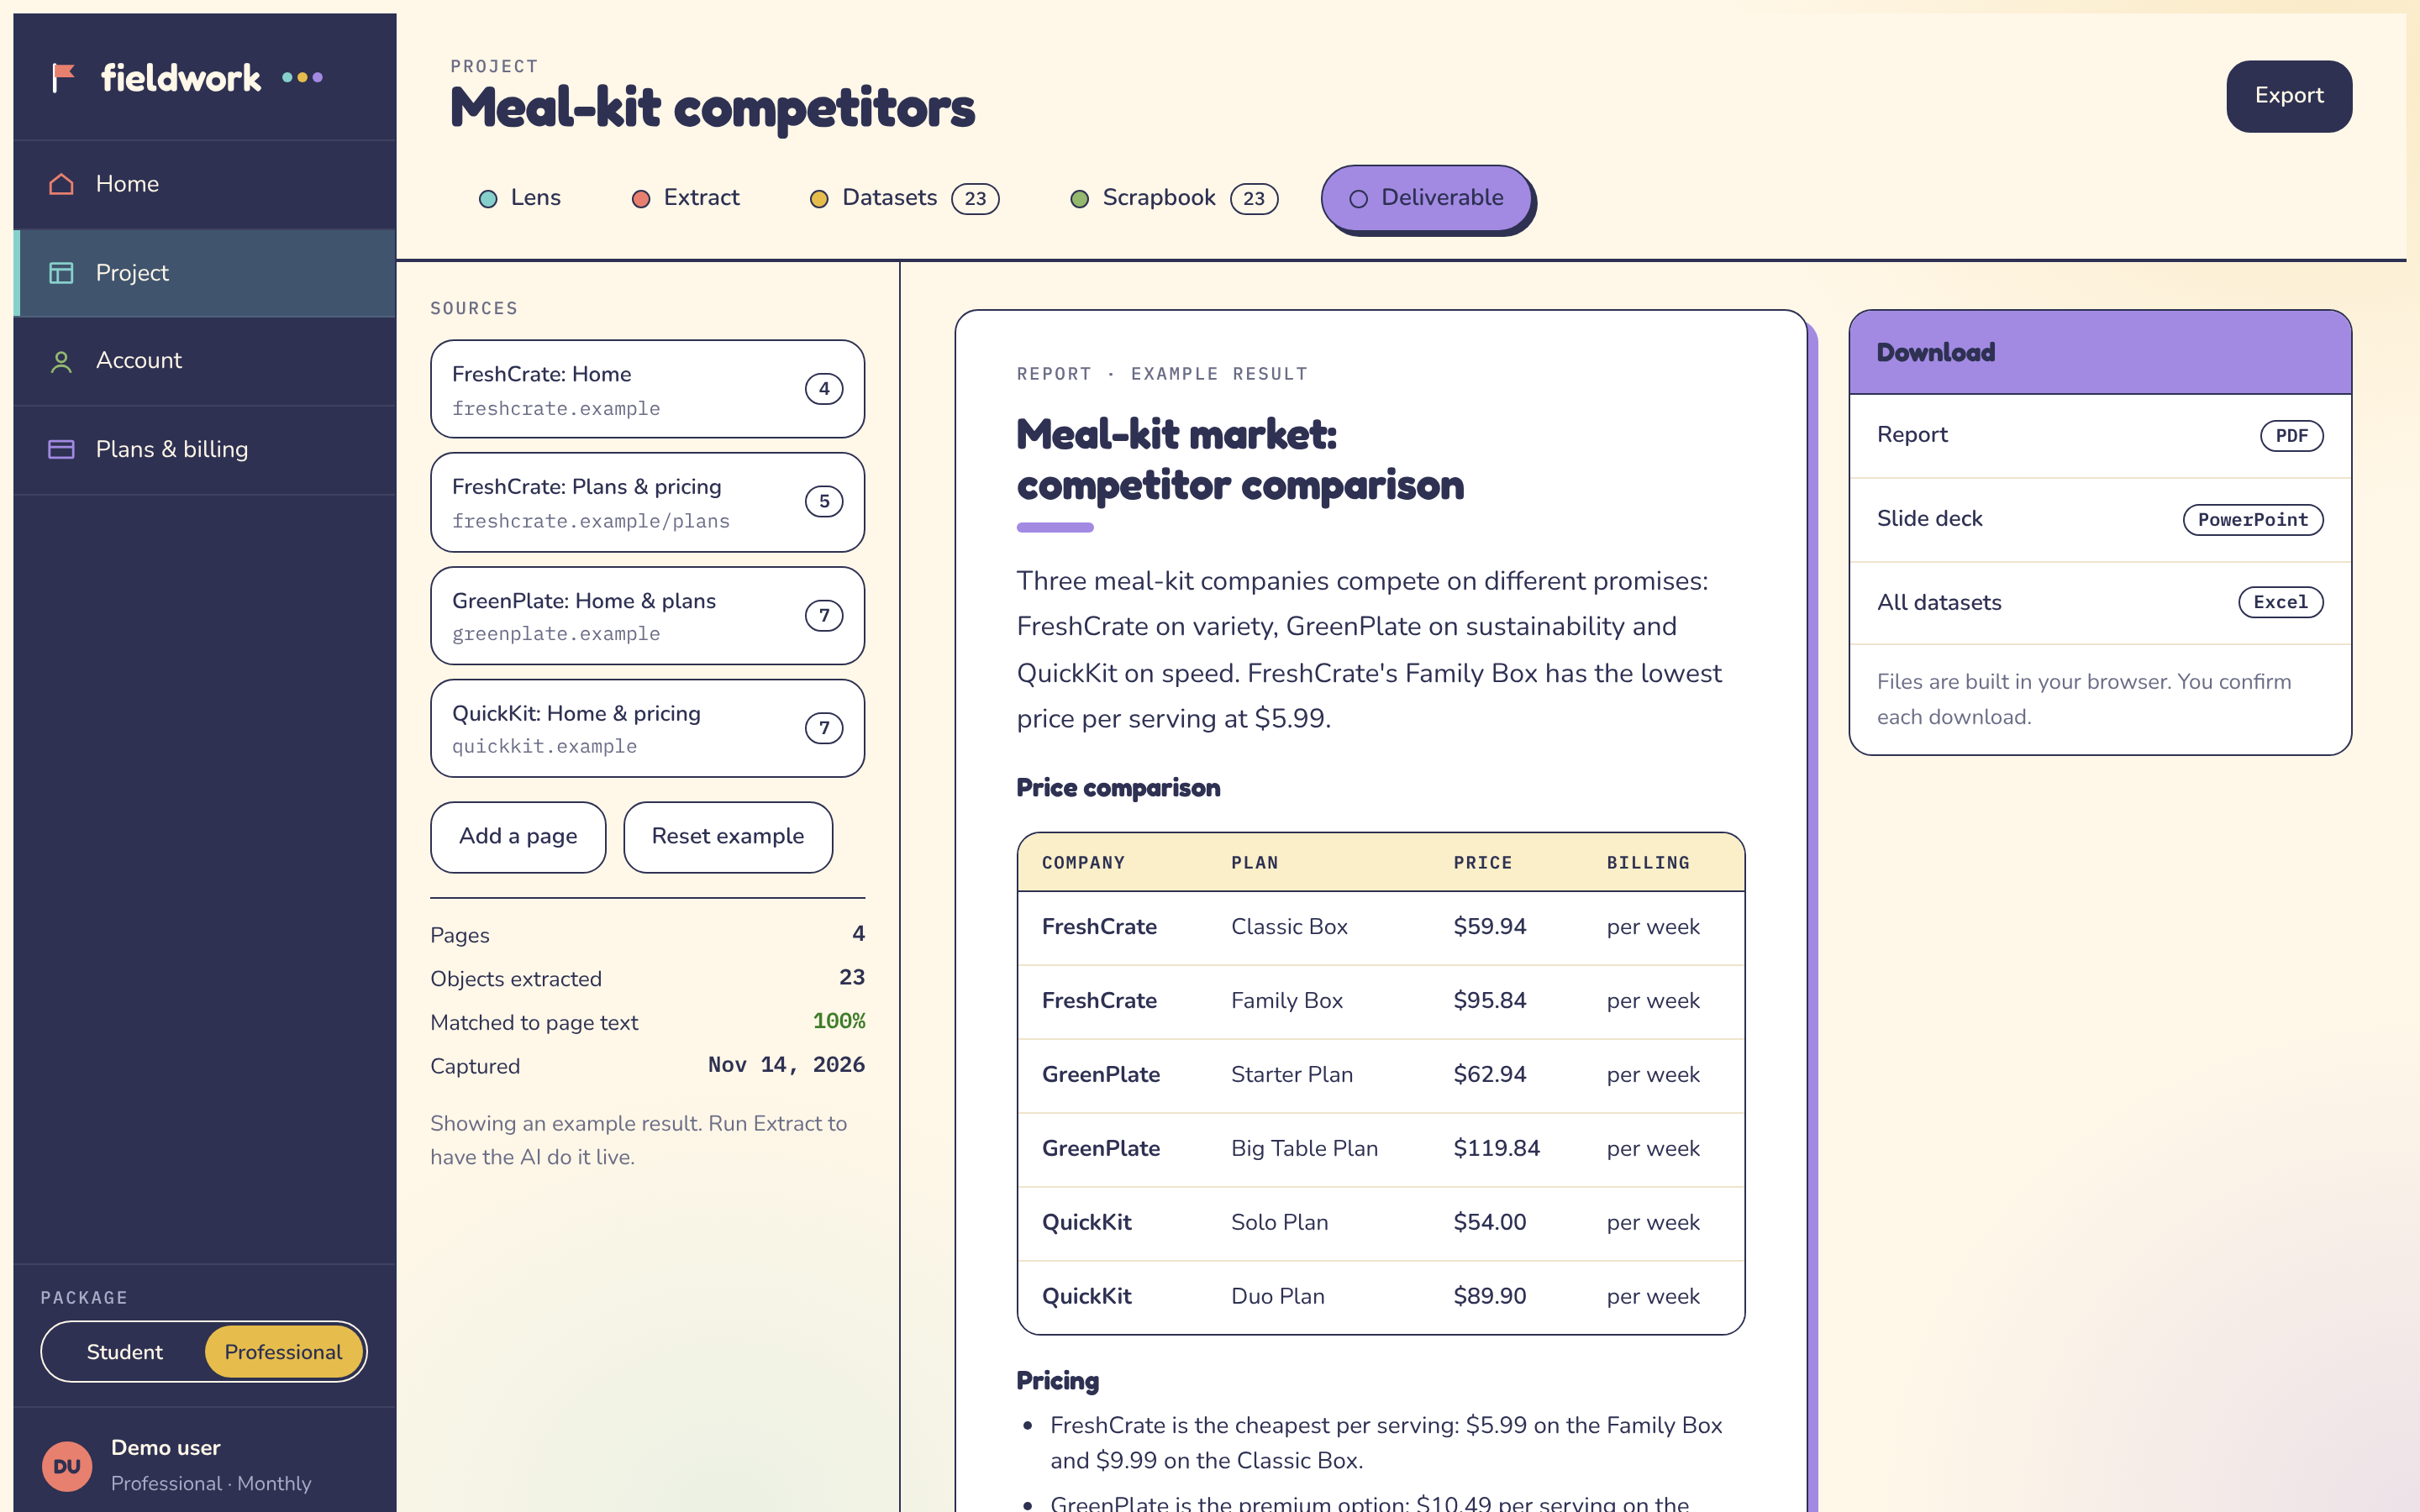 fieldwork
Home
Project
Account
Plans & billing
PACKAGE
Student Professional
DU
Demo user
Professional · Monthly
PROJECT
Meal-kit competitors
Export
Lens Extract Datasets 23 Scrapbook 23 Deliverable
SOURCES
FreshCrate: Home
freshcrate.example
4
FreshCrate: Plans & pricing
freshcrate.example/plans
5
GreenPlate: Home & plans
greenplate.example
7
QuickKit: Home & pricing
quickkit.example
7
Add a page Reset example
Pages 4
Objects extracted 23
Matched to page text 100%
Captured Nov 14, 2026
Showing an example result. Run Extract to
have the AI do it live.
REPORT · EXAMPLE RESULT
Meal-kit market:
competitor comparison
Three meal-kit companies compete on different promises:
FreshCrate on variety, GreenPlate on sustainability and
QuickKit on speed. FreshCrate's Family Box has the lowest
price per serving at $5.99.
Price comparison
COMPANY PLAN PRICE BILLING
FreshCrate Classic Box $59.94 per week
FreshCrate Family Box $95.84 per week
GreenPlate Starter Plan $62.94 per week
GreenPlate Big Table Plan $119.84 per week
QuickKit Solo Plan $54.00 per week
QuickKit Duo Plan $89.90 per week
Pricing
• FreshCrate is the cheapest per serving: $5.99 on the Family Box
and $9.99 on the Classic Box.
• GreenPlate is the premium option: $10.49 per serving on the
Download
Report PDF
Slide deck PowerPoint
All datasets Excel
Files are built in your browser. You confirm
each download.